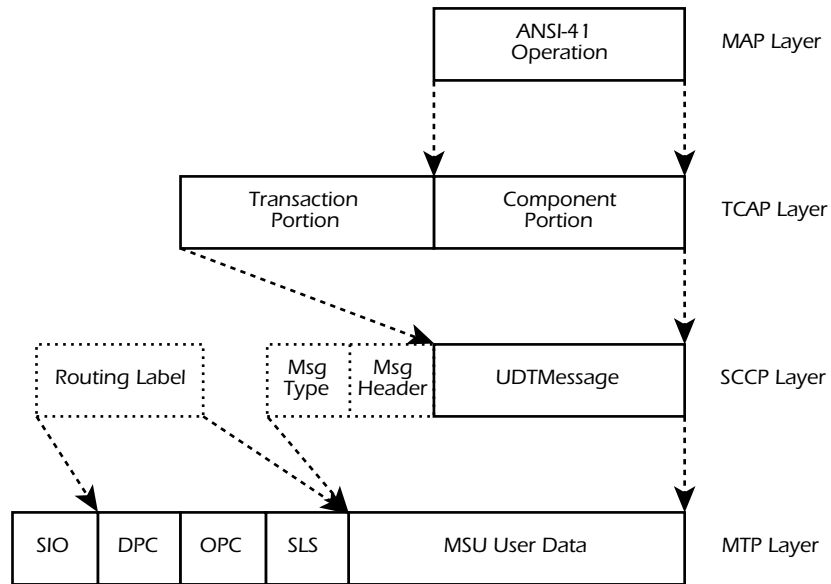 ANSI-41
Operation
MAP Layer
Transaction
Portion
Component
Portion
TCAP Layer
Routing Label
Msg
Type
Msg
Header
UDTMessage
SCCP Layer
SIO
DPC
OPC
SLS
MSU User Data
MTP Layer